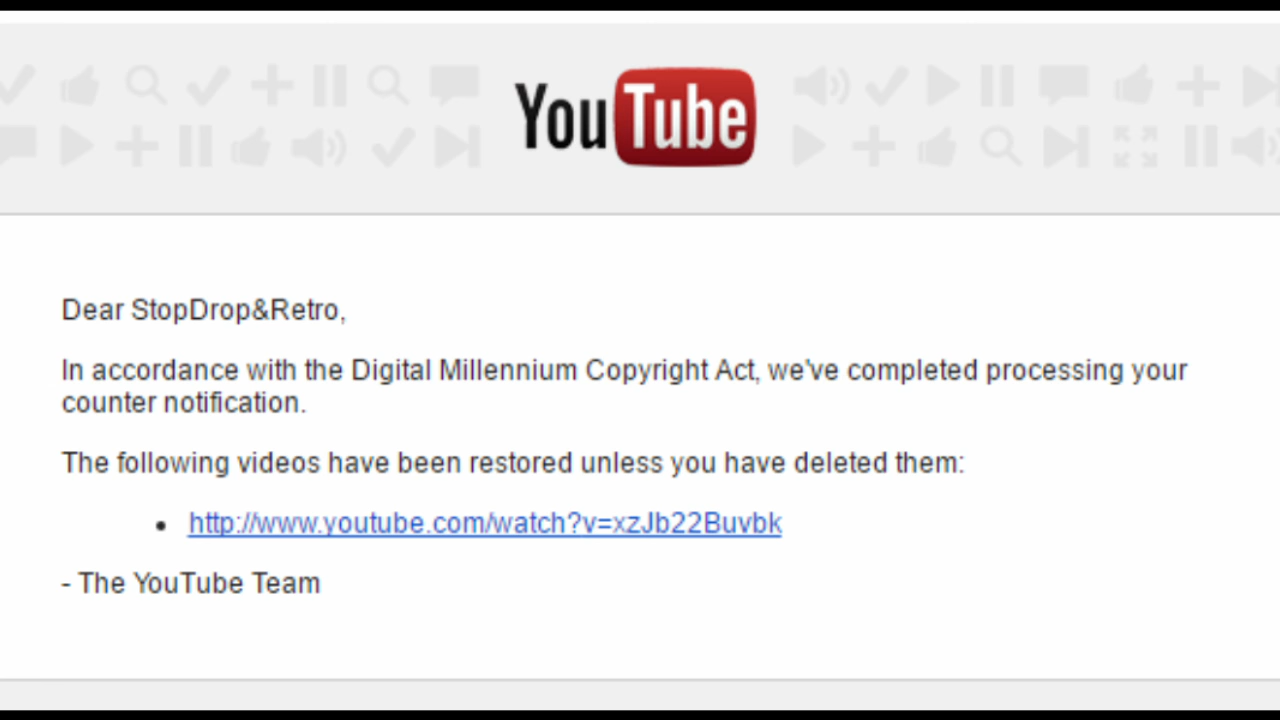 YouTube
Dear StopDrop&Retro,
In accordance with the Digital Millennium Copyright Act, we've completed processing your
counter notification.
The following videos have been restored unless you have deleted them:
• http://www.youtube.com/watch?v=xzJb22Buvbk
- The YouTube Team